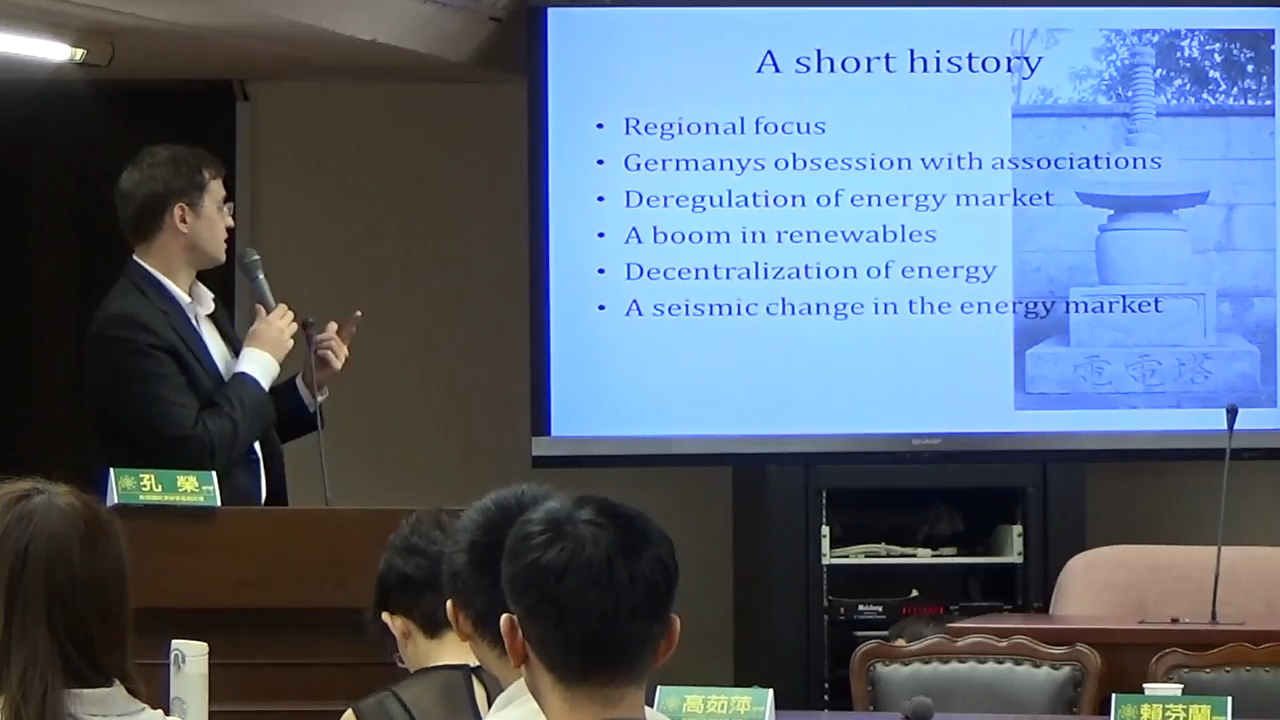 A short history
• Regional focus
• Germanys obsession with associations
• Deregulation of energy market
• A boom in renewables
• Decentralization of energy
• A seismic change in the energy market
電電塔
SHARP
孔 榮
高茹萍
賴芬蘭